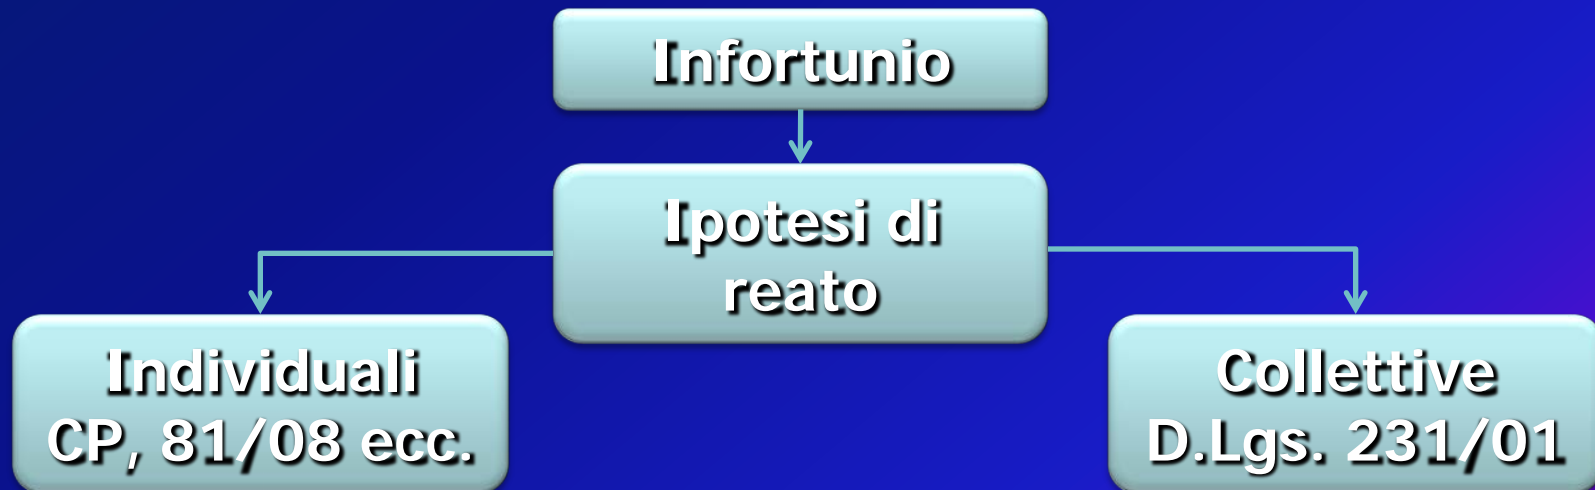 Infortunio
Ipotesi di
reato
Individuali
CP, 81/08 ecc.
Collettive
D.Lgs. 231/01